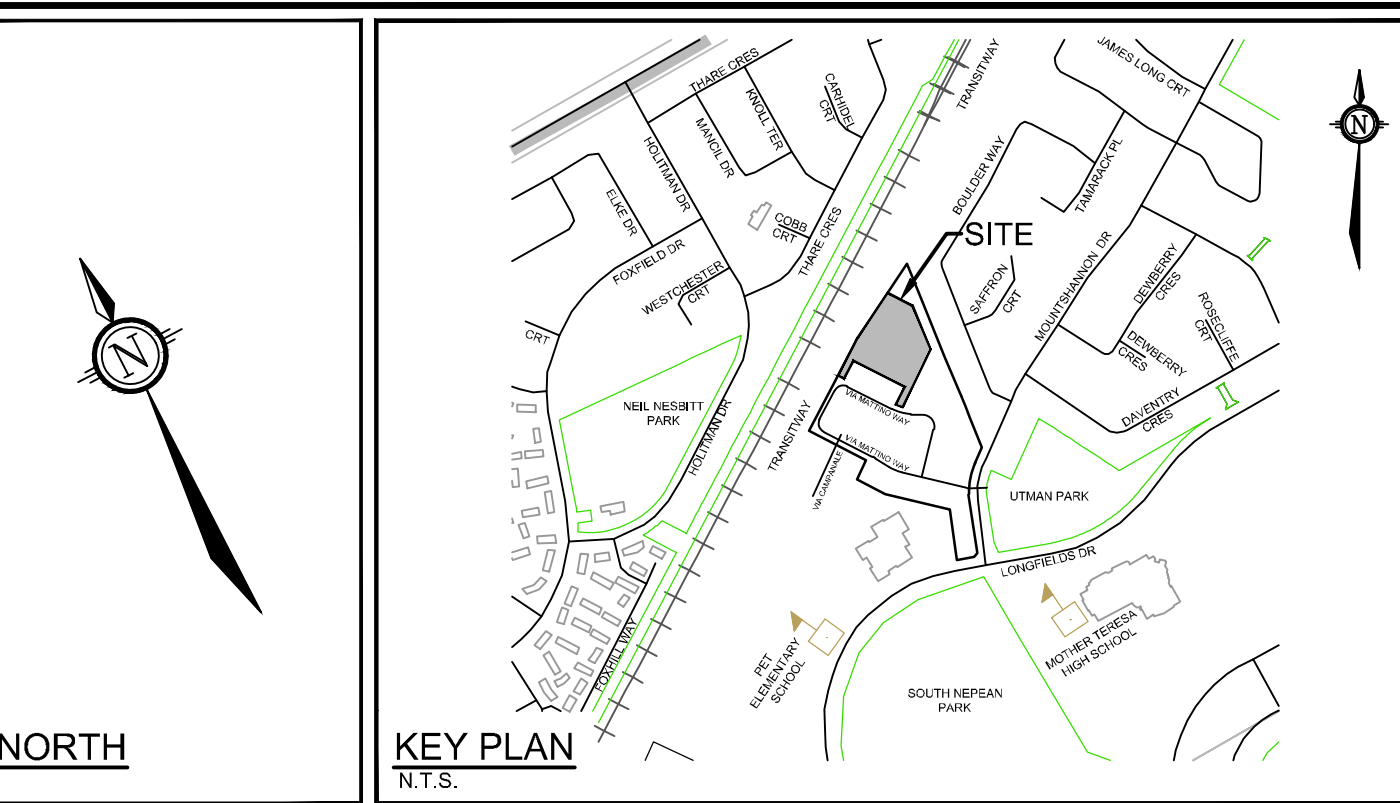 N
NORTH
THARE CRES
CARHIDEL
CRT
KNOLL TER
MANCIL DR
HOLITMAN DR
ELKE DR
FOXFIELD DR
WESTCHESTER
CRT
COBB
CRT
THARE CRES
CRT
NEIL NESBITT
PARK
HOLITMAN DR
FOXHILL WAY
TRANSITWAY
TRANSITWAY
JAMES LONG CRT
BOULDER WAY
TAMARACK PL
SITE
SAFFRON
CRT
MOUNTSHANNON DR
DEWBERRY
CRES
DEWBERRY
CRES
ROSECLIFFE
CRT
DAVENTRY
CRES
VIA MATTINO WAY
VIA MATTINO WAY
VIA CAMPANALE
UTMAN PARK
LONGFIELDS DR
PET
ELEMENTARY
SCHOOL
MOTHER TERESA
HIGH SCHOOL
SOUTH NEPEAN
PARK
N
KEY PLAN
N.T.S.